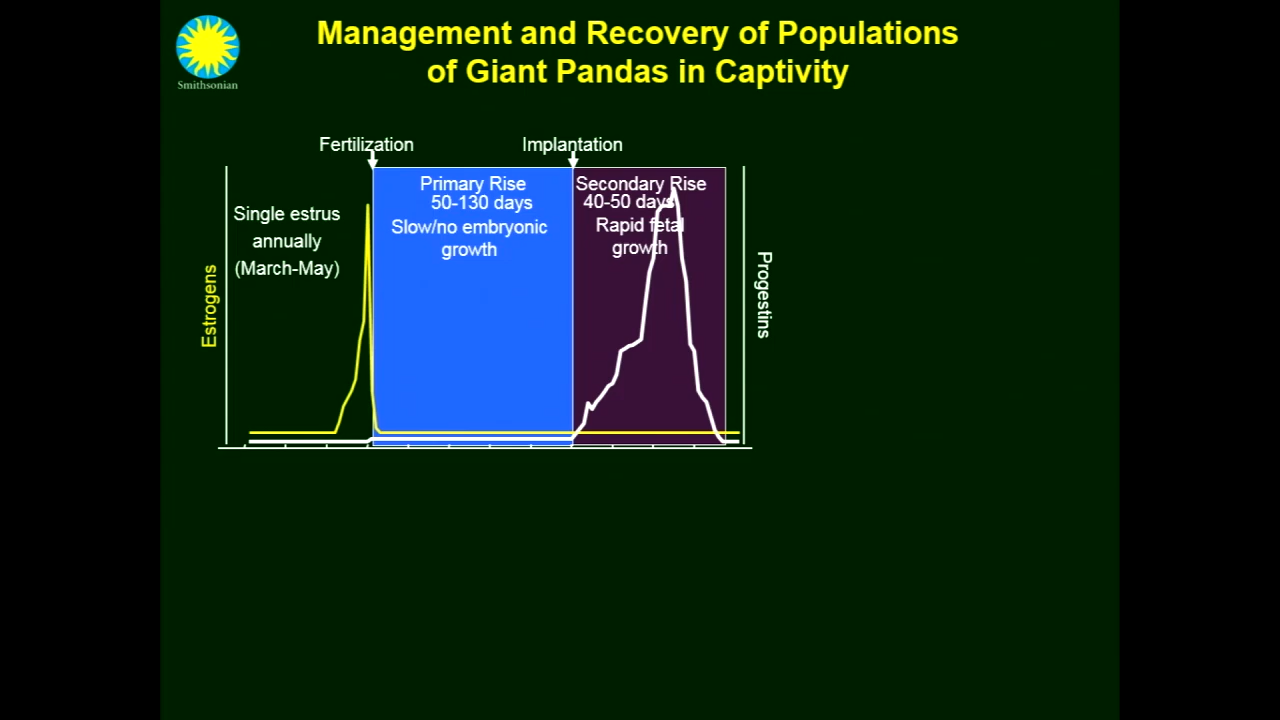 Management and Recovery of Populations
of Giant Pandas in Captivity
Smithsonian
Fertilization
Implantation
Single estrus
annually
(March-May)
Primary Rise
50-130 days
Slow/no embryonic
growth
Secondary Rise
40-50 days
Rapid fetal
growth
Estrogens
Progestins